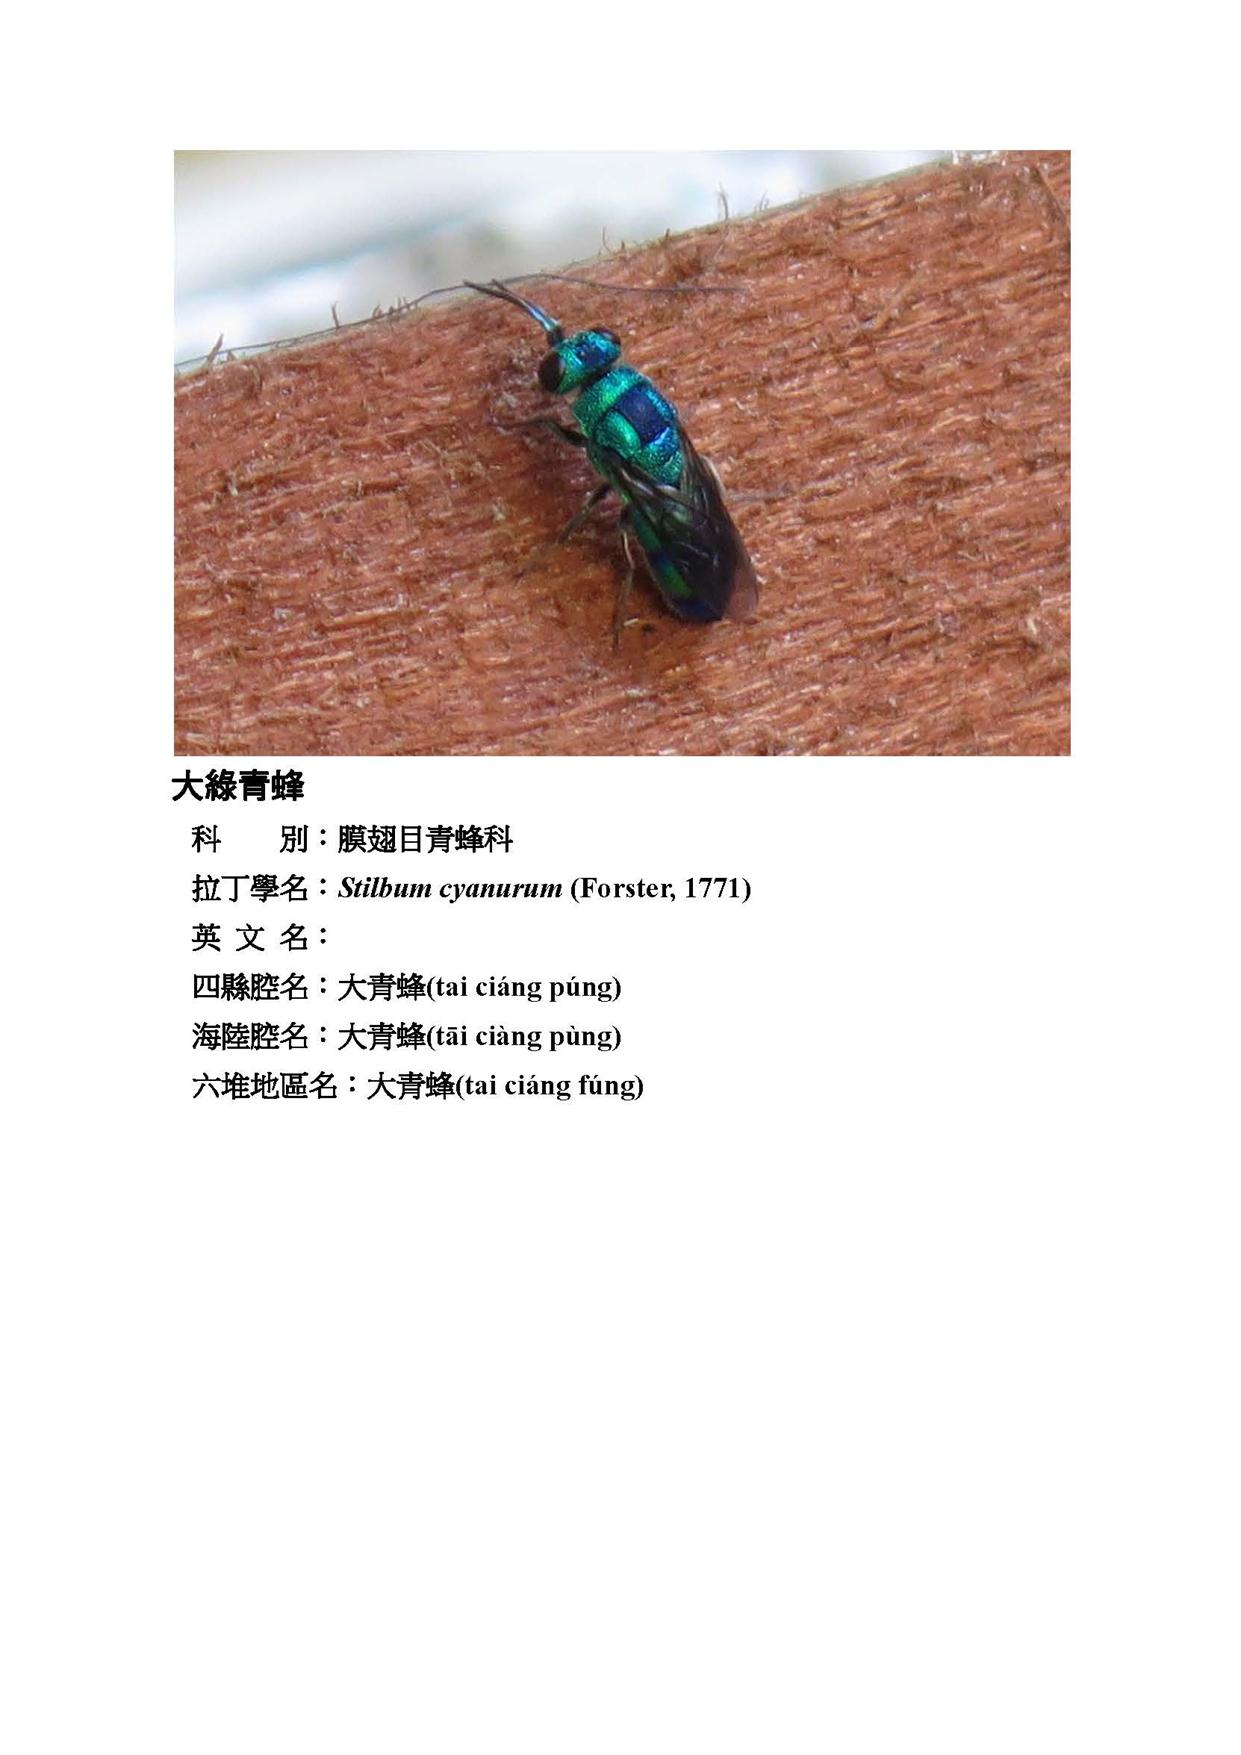 大綠青蜂
科　　別：膜翅目青蜂科
拉丁學名：Stilbum cyanurum (Forster, 1771)
英 文 名：
四縣腔名：大青蜂(tai ciáng púng)
海陸腔名：大青蜂(tāi ciàng pùng)
六堆地區名：大青蜂(tai ciáng fúng)